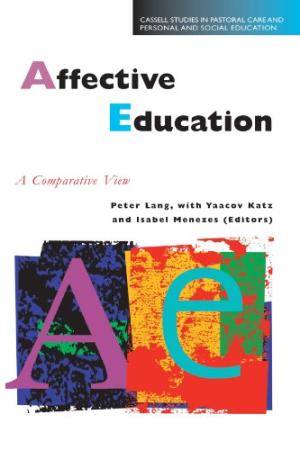 CASSELL STUDIES IN PASTORAL CARE AND
PERSONAL AND SOCIAL EDUCATION
Affective
Education
A Comparative View
Peter Lang, with Yaacov Katz
and Isabel Menezes (Editors)
Ae